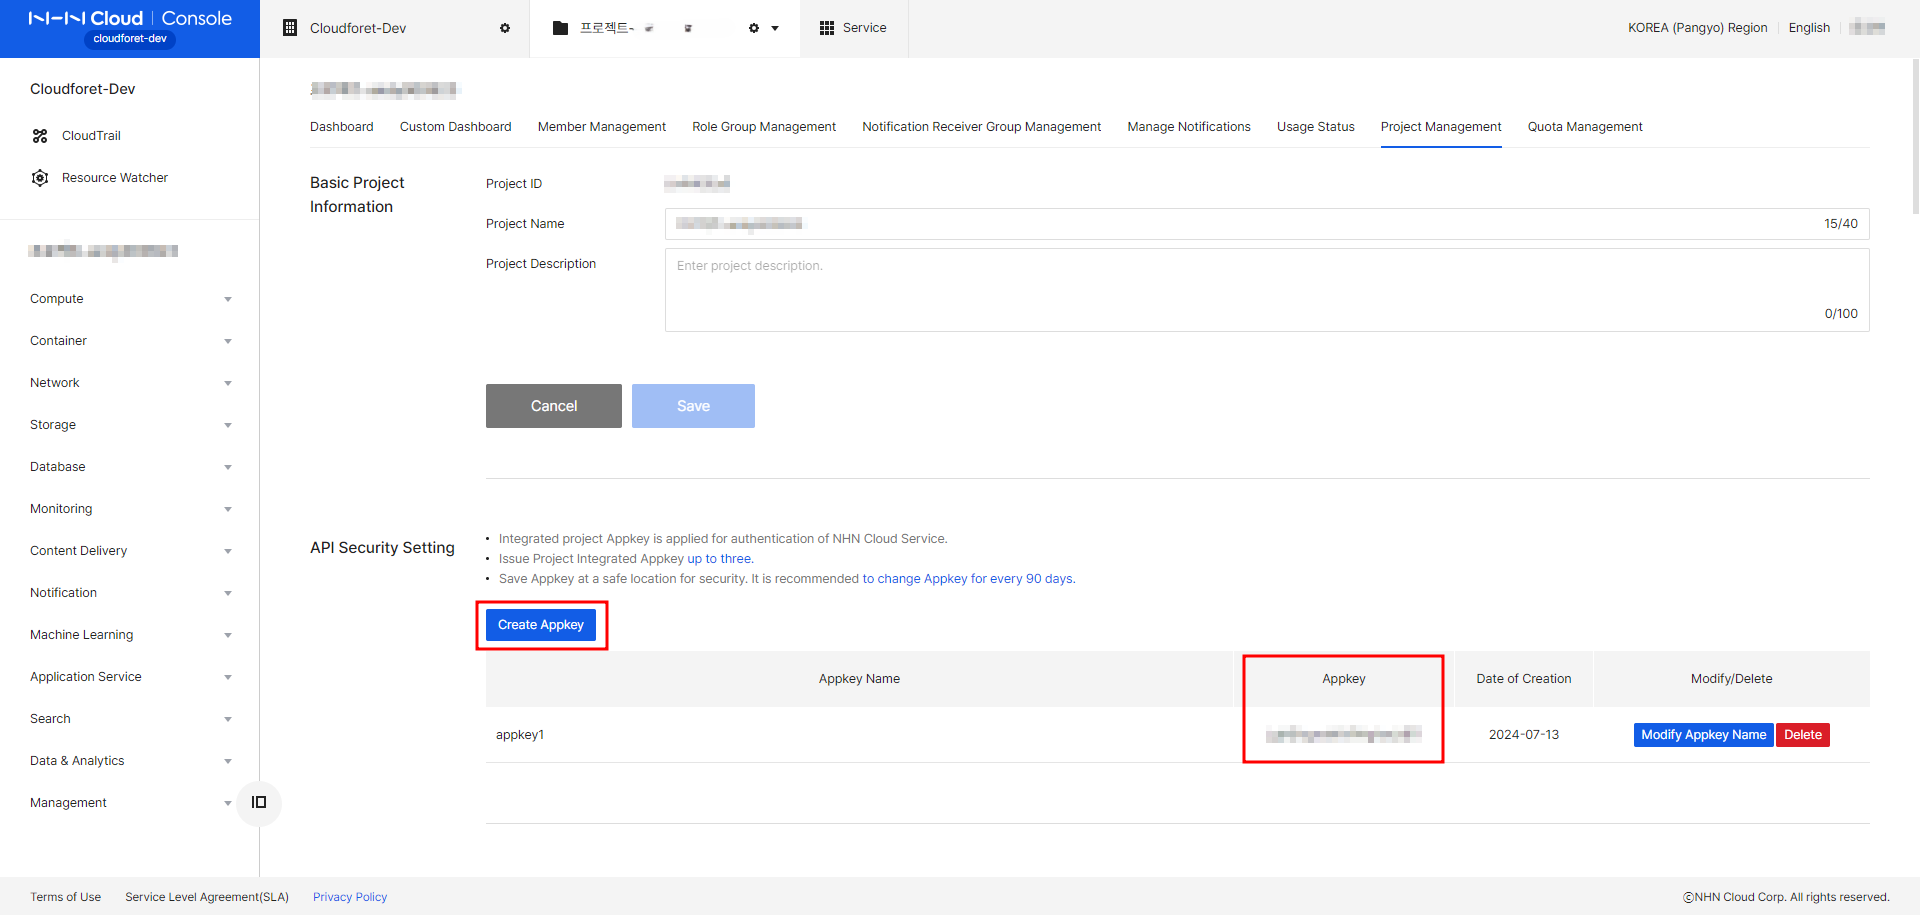 NHN Cloud | Console
cloudforet-dev
Cloudforet-Dev
프로젝트-
Service
KOREA (Pangyo) Region
English
Cloudforet-Dev
CloudTrail
Resource Watcher
Compute
Container
Network
Storage
Database
Monitoring
Content Delivery
Notification
Machine Learning
Application Service
Search
Data & Analytics
Management
Dashboard
Custom Dashboard
Member Management
Role Group Management
Notification Receiver Group Management
Manage Notifications
Usage Status
Project Management
Quota Management
Basic Project
Information
Project ID
Project Name
15/40
Project Description
Enter project description.
0/100
Cancel
Save
API Security Setting
• Integrated project Appkey is applied for authentication of NHN Cloud Service.
• Issue Project Integrated Appkey up to three.
• Save Appkey at a safe location for security. It is recommended to change Appkey for every 90 days.
Create Appkey
Appkey Name
Appkey
Date of Creation
Modify/Delete
appkey1
2024-07-13
Modify Appkey Name
Delete
Terms of Use
Service Level Agreement(SLA)
Privacy Policy
ⓒNHN Cloud Corp. All rights reserved.